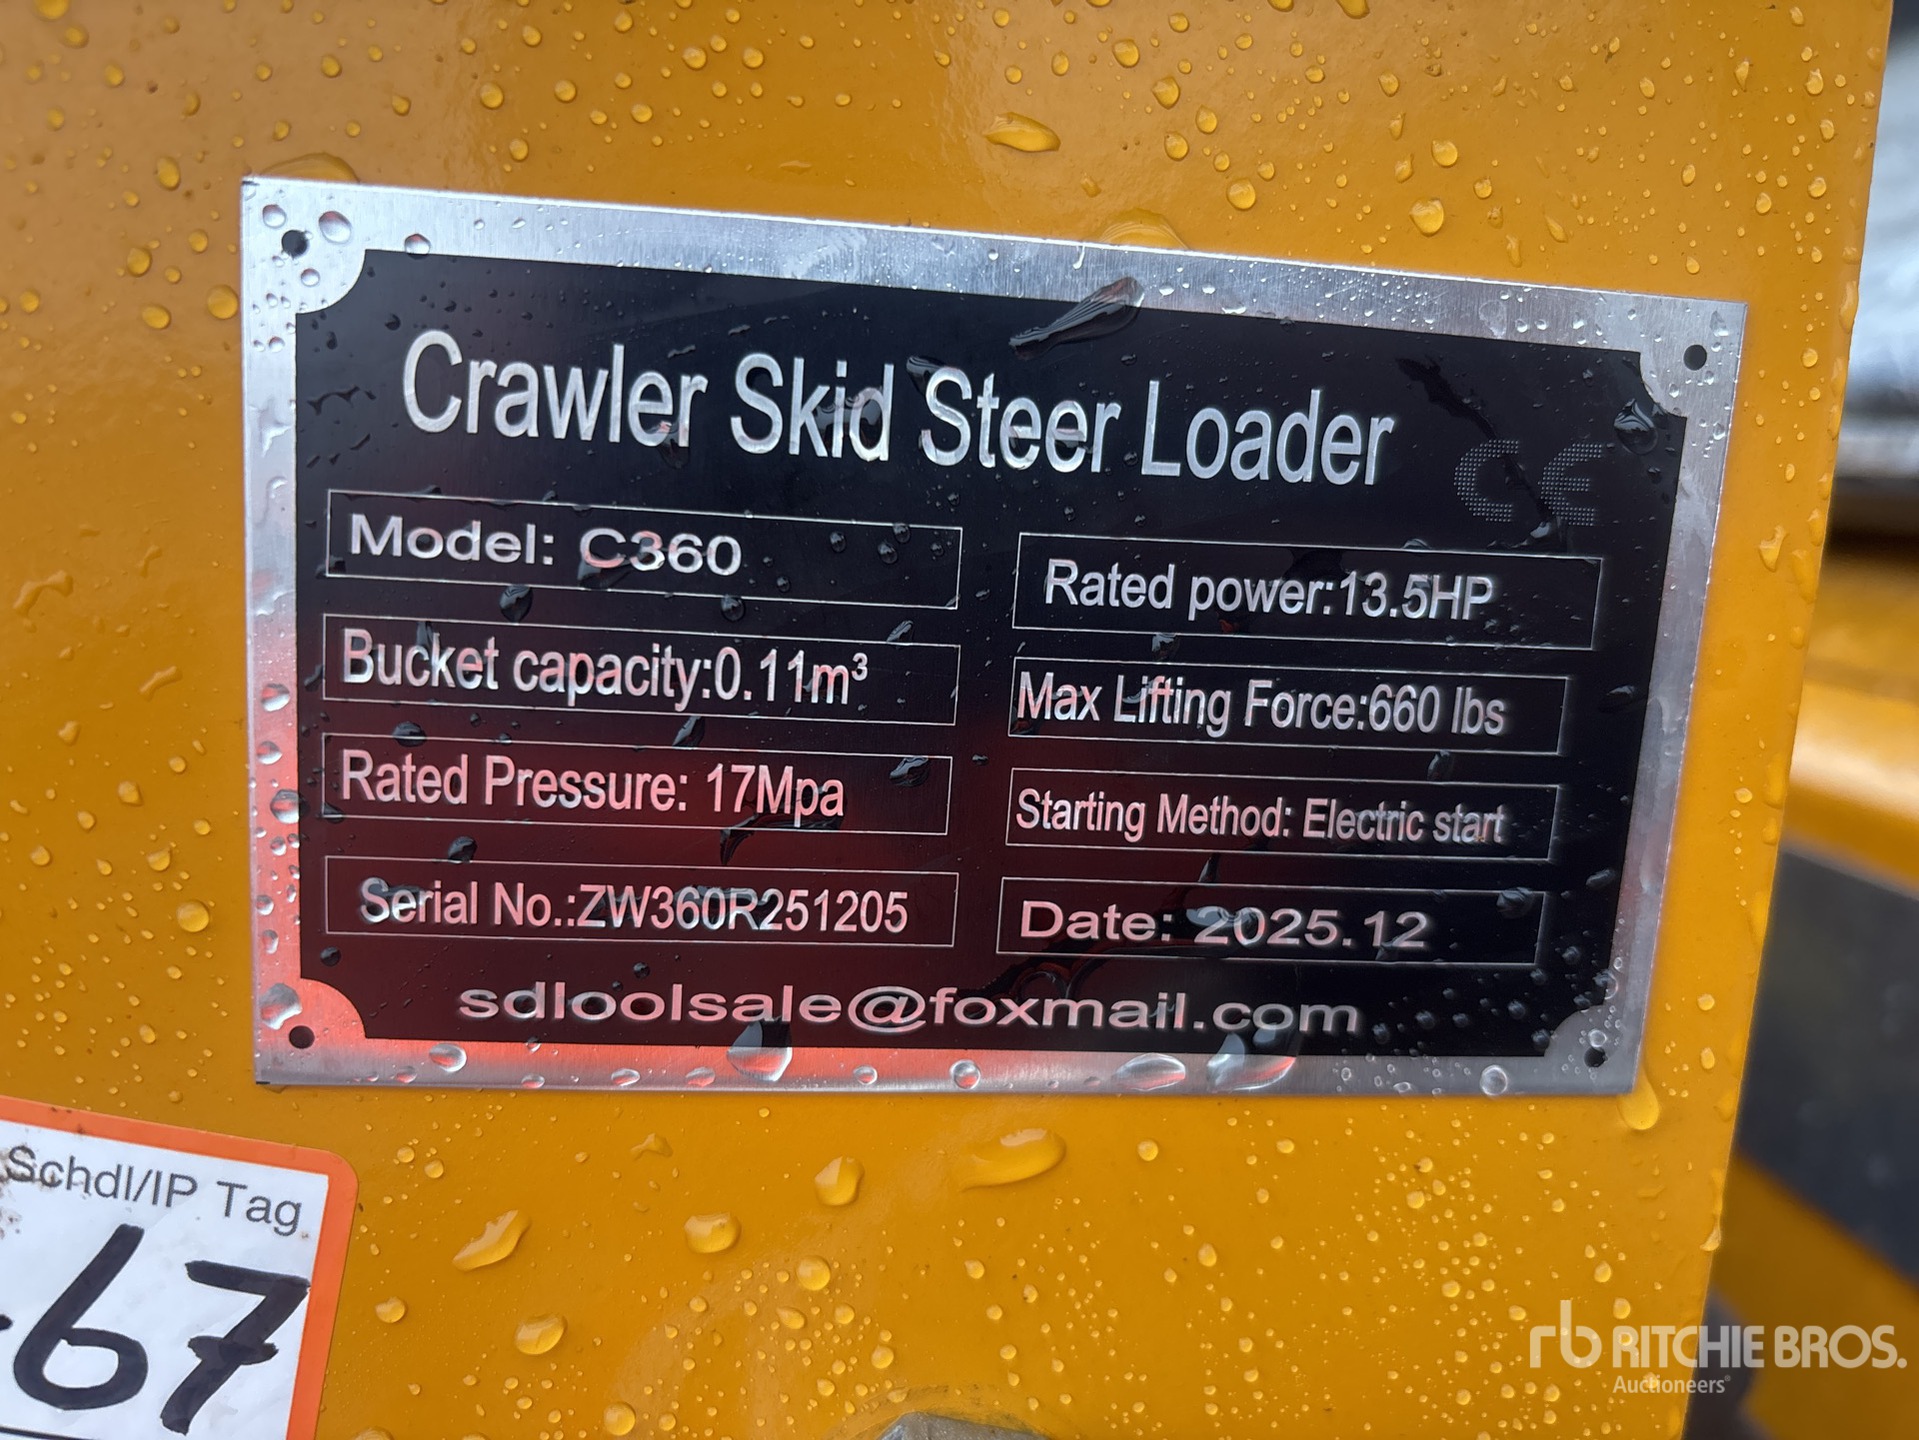 Crawler Skid Steer Loader
CE
Model: C360
Rated power:13.5HP
Bucket capacity:0.11m³
Max Lifting Force:660 lbs
Rated Pressure: 17Mpa
Starting Method: Electric start
Serial No.:ZW360R251205
Date: 2025.12
sdloolsale@foxmail.com
Schdl/IP Tag
-67
rb RITCHIE BROS.
Auctioneers